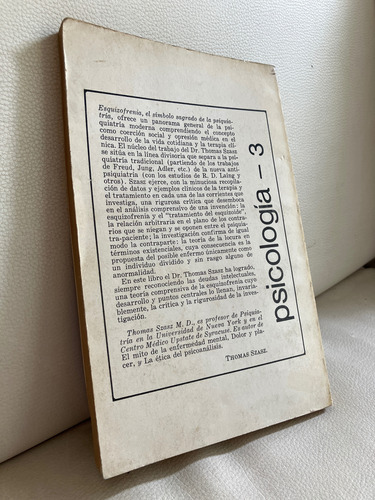 Esquizofrenia, el símbolo sagrado de la psiquia-
tría, ofrece un panorama general de la psi-
quiatría moderna comprendiendo el concepto
como coerción social y opresión médica en el
desarrollo de la vida cotidiana y la terapia clí-
nica. El núcleo del trabajo del Dr. Thomas Szasz
se sitúa en la línea divisoria que separa a la psi-
quiatría tradicional (partiendo de los trabajos
de Freud, Jung, Adler, etc.) de la nueva anti-
psiquiatría (con los estudios de R. D. Laing y
otros). Szasz ejerce, con la minuciosa recopila-
ción de datos y ejemplos clínicos de la terapia y
el tratamiento en cada una de las corrientes que
investiga, una rigurosa crítica que desemboca
en el análisis comprensivo de una invención: la
esquizofrenia y el "tratamiento del esquizoide",
la relación arbitraria en el plano de los contra-
rios que se niegan y se oponen entre el psiquia-
tra-paciente; la investigación confirma de igual
modo la contraparte: la teoría de la locura en
términos existenciales, cuya consecuencia es la
propuesta del posible enfermo únicamente como
un individuo dividido y sin rasgo alguno de
anormalidad.
En este libro el Dr. Thomas Szasz ha logrado,
siempre reconociendo las deudas intelectuales,
una teoría comprensiva de la esquizofrenia cuyo
desarrollo y puntos centrales lo llenan, induda-
blemente, la crítica y la rigurosidad de la inves-
tigación.
Thomas Szasz M. D., es profesor de Psiquia-
tría en la Universidad de Nueva York y en el
Centro Médico Upstate de Syracuse. Es autor de
El mito de la enfermedad mental, Dolor y pla-
cer, y La ética del psicoanálisis.
THOMAS SZASZ
psicología - 3